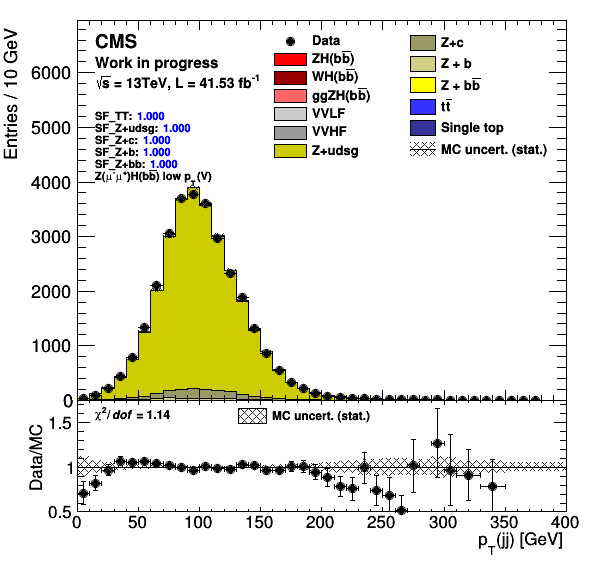 CMS
Work in progress
√s = 13TeV, L = 41.53 fb⁻¹
SF_TT: 1.000
SF_Z+udsg: 1.000
SF_Z+c: 1.000
SF_Z+b: 1.000
SF_Z+bb: 1.000
Z(μ⁻μ⁺)H(bb̅) low p_T(V)
Data
ZH(bb̅)
WH(bb̅)
ggZH(bb̅)
VVLF
VVHF
Z+udsg
Z+c
Z + b
Z + bb̅
tt̅
Single top
MC uncert. (stat.)
Entries / 10 GeV
6000
5000
4000
3000
2000
1000
0
χ²/dof = 1.14
MC uncert. (stat.)
Data/MC
1.5
1
0.5
0 50 100 150 200 250 300 350 400
p_T(jj) [GeV]